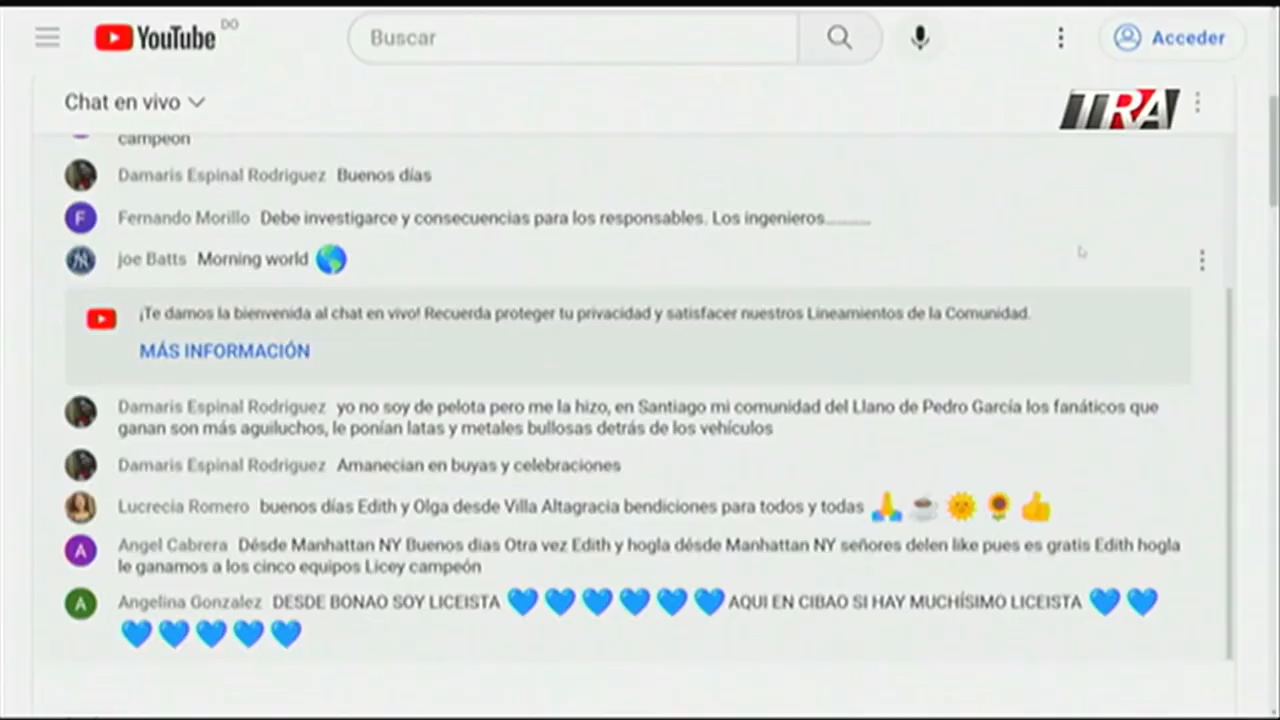 YouTube DO
Buscar
Acceder
Chat en vivo
TRA
campeon
Damaris Espinal Rodriguez Buenos días
Fernando Morillo Debe investigarce y consecuencias para los responsables. Los ingenieros...........
joe Batts Morning world 🌎
¡Te damos la bienvenida al chat en vivo! Recuerda proteger tu privacidad y satisfacer nuestros Lineamientos de la Comunidad.
MÁS INFORMACIÓN
Damaris Espinal Rodriguez yo no soy de pelota pero me la hizo, en Santiago mi comunidad del Llano de Pedro García los fanáticos que
ganan son más aguiluchos, le ponían latas y metales bullosas detrás de los vehículos
Damaris Espinal Rodriguez Amanecian en buyas y celebraciones
Lucrecia Romero buenos días Edith y Olga desde Villa Altagracia bendiciones para todos y todas 🙏☕🌞🌻👍
Angel Cabrera Désde Manhattan NY Buenos dias Otra vez Edith y hogla désde Manhattan NY señores delen like pues es gratis Edith hogla
le ganamos a los cinco equipos Licey campeón
Angelina Gonzalez DESDE BONAO SOY LICEISTA 💙💙💙💙💙💙 AQUI EN CIBAO SI HAY MUCHÍSIMO LICEISTA 💙💙
💙💙💙💙💙